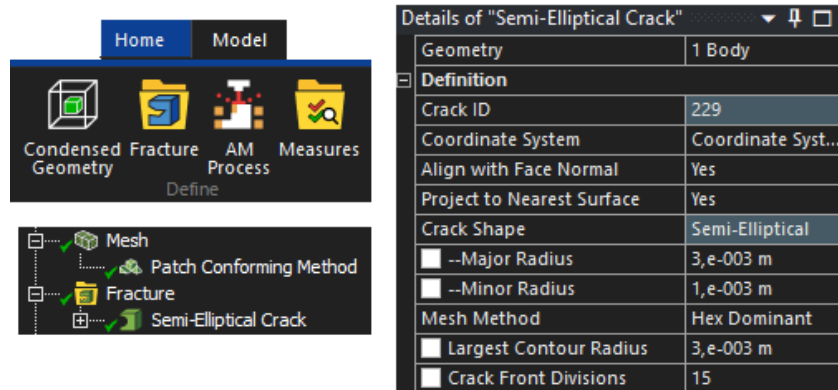 Home Model
Condensed Geometry
Fracture
AM Process
Measures
Define
Mesh
Patch Conforming Method
Fracture
Semi-Elliptical Crack
Details of "Semi-Elliptical Crack"
Geometry 1 Body
Definition
Crack ID 229
Coordinate System Coordinate Syst...
Align with Face Normal Yes
Project to Nearest Surface Yes
Crack Shape Semi-Elliptical
--Major Radius 3,e-003 m
--Minor Radius 1,e-003 m
Mesh Method Hex Dominant
Largest Contour Radius 3,e-003 m
Crack Front Divisions 15